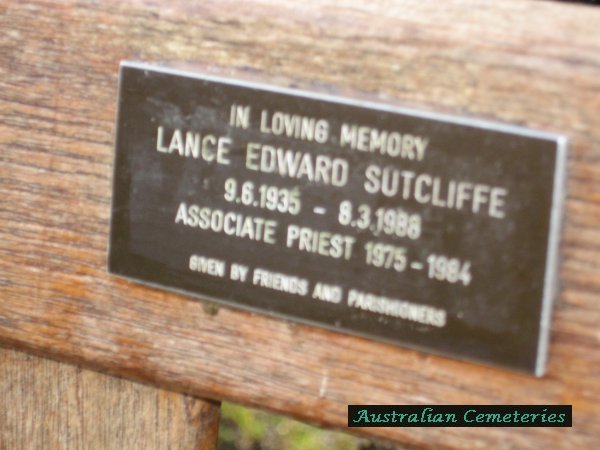 IN LOVING MEMORY
LANCE EDWARD SUTCLIFFE
9.6.1935 - 8.3.1988
ASSOCIATE PRIEST 1975 - 1984
GIVEN BY FRIENDS AND PARISHIONERS
Australian Cemeteries